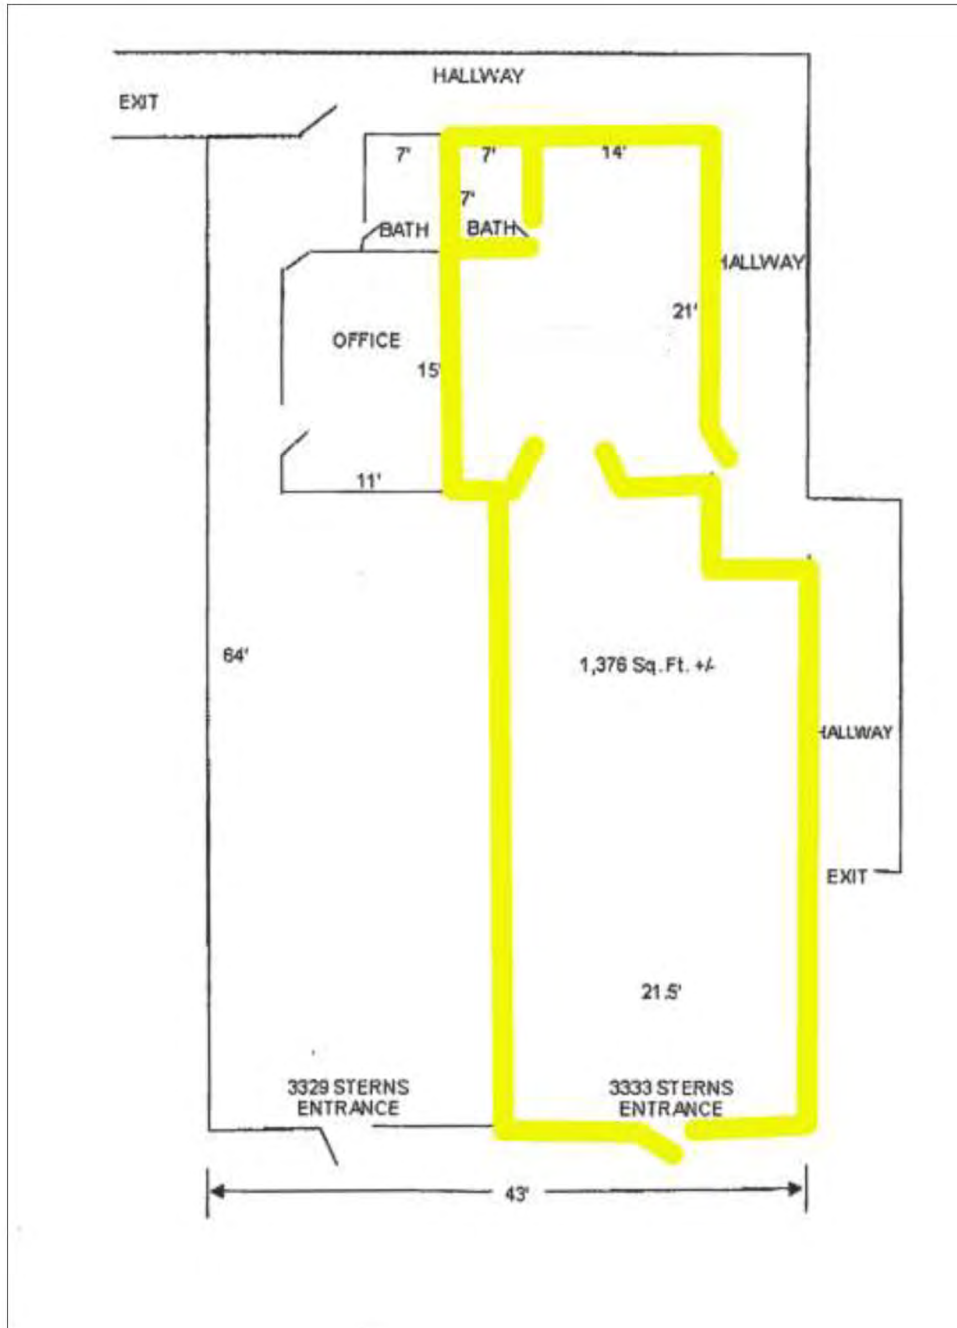 HALLWAY
EXIT
7'
7'
14'
7'
BATH
BATH
HALLWAY
21'
OFFICE
15'
11'
64'
1,376 Sq. Ft. +/-
HALLWAY
EXIT
21.5'
3329 STERNS
ENTRANCE
3333 STERNS
ENTRANCE
43'